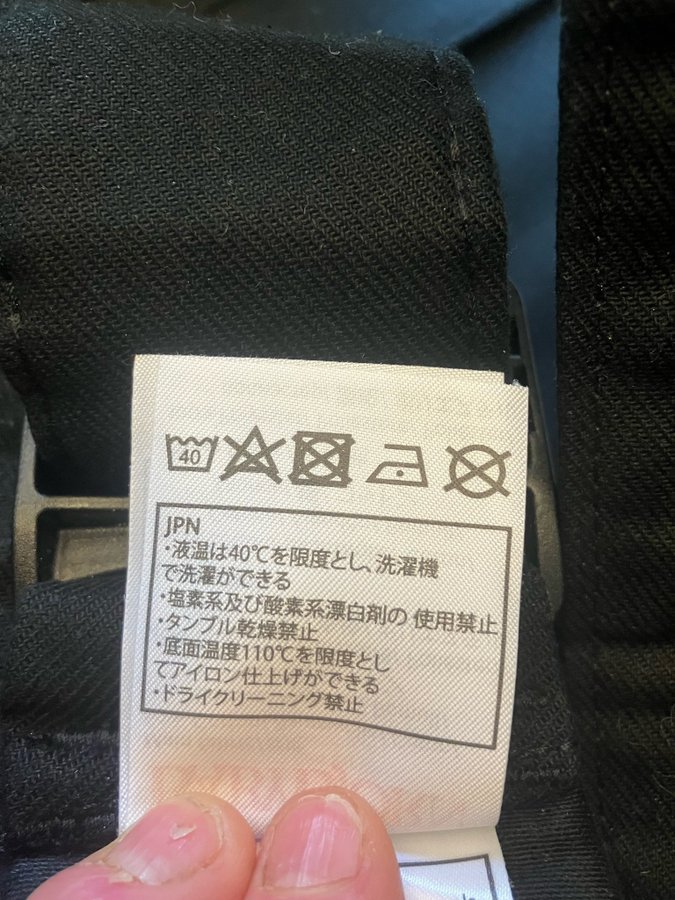 40
JPN
・液温は40℃を限度とし、洗濯機
で洗濯ができる
・塩素系及び酸素系漂白剤の 使用禁止
・タンブル乾燥禁止
・底面温度110℃を限度とし
てアイロン仕上げができる
・ドライクリーニング禁止